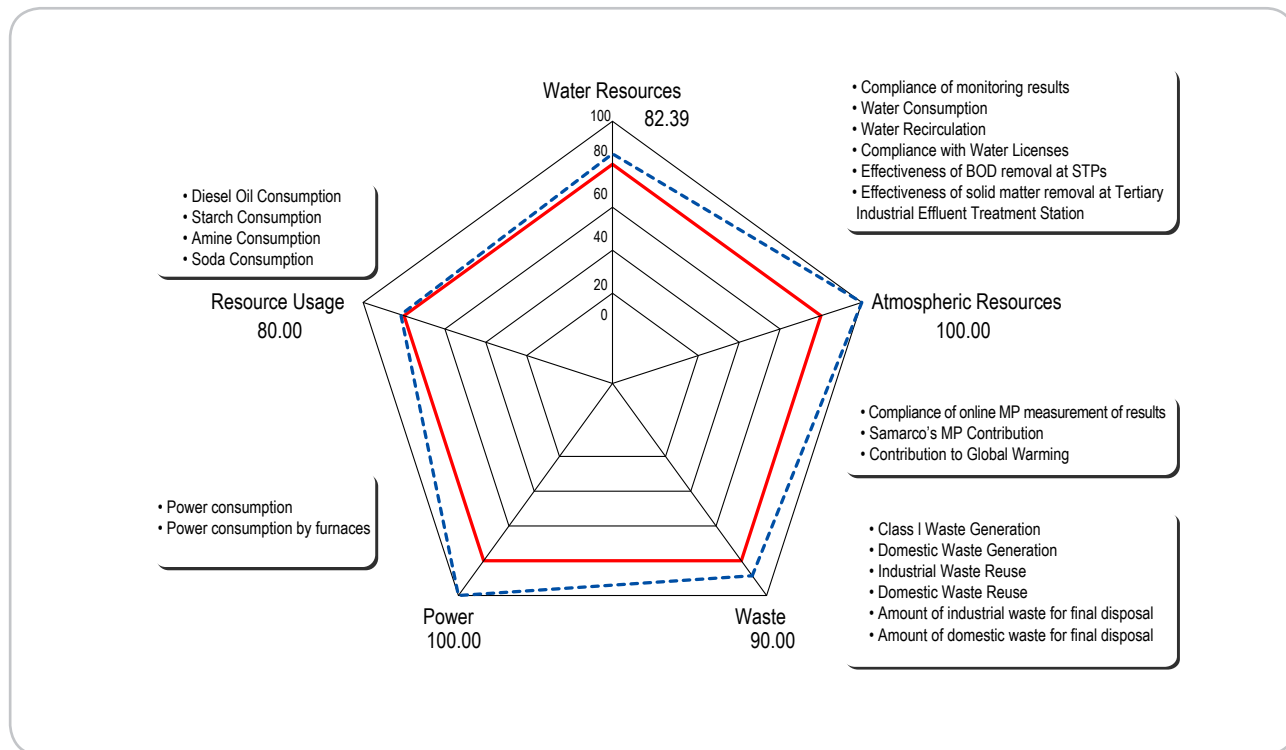 Water Resources
82.39
100
80
60
40
20
0
• Compliance of monitoring results
• Water Consumption
• Water Recirculation
• Compliance with Water Licenses
• Effectiveness of BOD removal at STPs
• Effectiveness of solid matter removal at Tertiary
Industrial Effluent Treatment Station
• Diesel Oil Consumption
• Starch Consumption
• Amine Consumption
• Soda Consumption
Resource Usage
80.00
Atmospheric Resources
100.00
• Compliance of online MP measurement of results
• Samarco's MP Contribution
• Contribution to Global Warming
• Power consumption
• Power consumption by furnaces
• Class I Waste Generation
• Domestic Waste Generation
• Industrial Waste Reuse
• Domestic Waste Reuse
• Amount of industrial waste for final disposal
• Amount of domestic waste for final disposal
Power
100.00
Waste
90.00